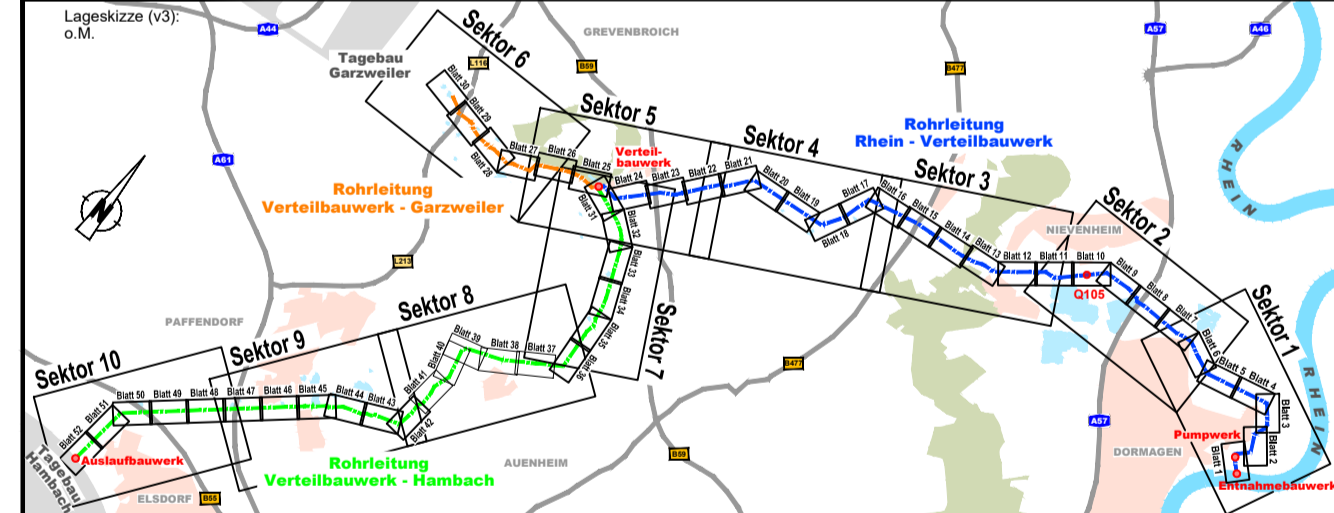 Lageskizze (v3):
o.M.
A44
Sektor 6
GREVENBROICH
A57
A46
Tagebau
Garzweiler
L116
B59
B477
Blatt 30
Blatt 29
Blatt 28
Blatt 27
Blatt 26
Blatt 25
Sektor 5
Verteil-
bauwerk
Sektor 4
Rohrleitung
Rhein - Verteilbauwerk
Sektor 3
RHEIN
A61
Rohrleitung
Verteilbauwerk - Garzweiler
Blatt 24
Blatt 23
Blatt 22
Blatt 21
Blatt 20
Blatt 19
Blatt 18
Blatt 17
Blatt 16
Blatt 15
Blatt 14
Blatt 13
Blatt 12
Blatt 11
Blatt 10
Q105
NIEVENHEIM
Sektor 2
Blatt 9
Blatt 8
Blatt 7
Blatt 6
Blatt 5
Blatt 4
Blatt 3
Blatt 2
Blatt 1
Sektor 1
RHEIN
N
L213
Blatt 31
Blatt 32
Blatt 33
Blatt 34
Blatt 35
Blatt 36
Sektor 7
PAFFENDORF
Sektor 8
Blatt 37
Blatt 38
Blatt 39
Blatt 40
Blatt 41
Blatt 42
B477
Sektor 9
Blatt 43
Blatt 44
Blatt 45
Blatt 46
Blatt 47
Blatt 48
Blatt 49
Blatt 50
Sektor 10
Blatt 51
Blatt 52
Auslaufbauwerk
Tagebau
Hambach
ELSDORF
B55
Rohrleitung
Verteilbauwerk - Hambach
AUENHEIM
B59
A57
DORMAGEN
Pumpwerk
Entnahmebauwerk